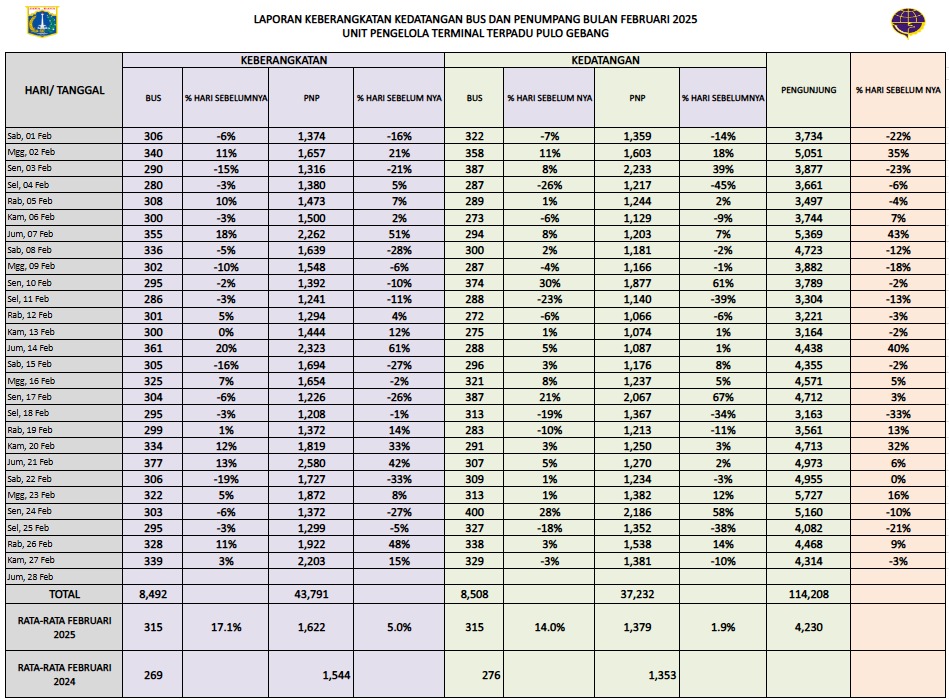 LAPORAN KEBERANGKATAN KEDATANGAN BUS DAN PENUMPANG BULAN FEBRUARI 2025
UNIT PENGELOLA TERMINAL TERPADU PULO GEBANG
HARI/ TANGGAL KEBERANGKATAN KEDATANGAN PENGUNJUNG % HARI SEBELUM NYA
BUS % HARI SEBELUMNYA PNP % HARI SEBELUM NYA BUS % HARI SEBELUM NYA PNP % HARI SEBELUMNYA
Sab, 01 Feb 306 -6% 1,374 -16% 322 -7% 1,359 -14% 3,734 -22%
Mgg, 02 Feb 340 11% 1,657 21% 358 11% 1,603 18% 5,051 35%
Sen, 03 Feb 290 -15% 1,316 -21% 387 8% 2,233 39% 3,877 -23%
Sel, 04 Feb 280 -3% 1,380 5% 287 -26% 1,217 -45% 3,661 -6%
Rab, 05 Feb 308 10% 1,473 7% 289 1% 1,244 2% 3,497 -4%
Kam, 06 Feb 300 -3% 1,500 2% 273 -6% 1,129 -9% 3,744 7%
Jum, 07 Feb 355 18% 2,262 51% 294 8% 1,203 7% 5,369 43%
Sab, 08 Feb 336 -5% 1,639 -28% 300 2% 1,181 -2% 4,723 -12%
Mgg, 09 Feb 302 -10% 1,548 -6% 287 -4% 1,166 -1% 3,882 -18%
Sen, 10 Feb 295 -2% 1,392 -10% 374 30% 1,877 61% 3,789 -2%
Sel, 11 Feb 286 -3% 1,241 -11% 288 -23% 1,140 -39% 3,304 -13%
Rab, 12 Feb 301 5% 1,294 4% 272 -6% 1,066 -6% 3,221 -3%
Kam, 13 Feb 300 0% 1,444 12% 275 1% 1,074 1% 3,164 -2%
Jum, 14 Feb 361 20% 2,323 61% 288 5% 1,087 1% 4,438 40%
Sab, 15 Feb 305 -16% 1,694 -27% 296 3% 1,176 8% 4,355 -2%
Mgg, 16 Feb 325 7% 1,654 -2% 321 8% 1,237 5% 4,571 5%
Sen, 17 Feb 304 -6% 1,226 -26% 387 21% 2,067 67% 4,712 3%
Sel, 18 Feb 295 -3% 1,208 -1% 313 -19% 1,367 -34% 3,163 -33%
Rab, 19 Feb 299 1% 1,372 14% 283 -10% 1,213 -11% 3,561 13%
Kam, 20 Feb 334 12% 1,819 33% 291 3% 1,250 3% 4,713 32%
Jum, 21 Feb 377 13% 2,580 42% 307 5% 1,270 2% 4,973 6%
Sab, 22 Feb 306 -19% 1,727 -33% 309 1% 1,234 -3% 4,955 0%
Mgg, 23 Feb 322 5% 1,872 8% 313 1% 1,382 12% 5,727 16%
Sen, 24 Feb 303 -6% 1,372 -27% 400 28% 2,186 58% 5,160 -10%
Sel, 25 Feb 295 -3% 1,299 -5% 327 -18% 1,352 -38% 4,082 -21%
Rab, 26 Feb 328 11% 1,922 48% 338 3% 1,538 14% 4,468 9%
Kam, 27 Feb 339 3% 2,203 15% 329 -3% 1,381 -10% 4,314 -3%
Jum, 28 Feb
TOTAL 8,492 43,791 8,508 37,232 114,208
RATA-RATA FEBRUARI
2025 315 17.1% 1,622 5.0% 315 14.0% 1,379 1.9% 4,230
RATA-RATA FEBRUARI
2024 269 1,544 276 1,353